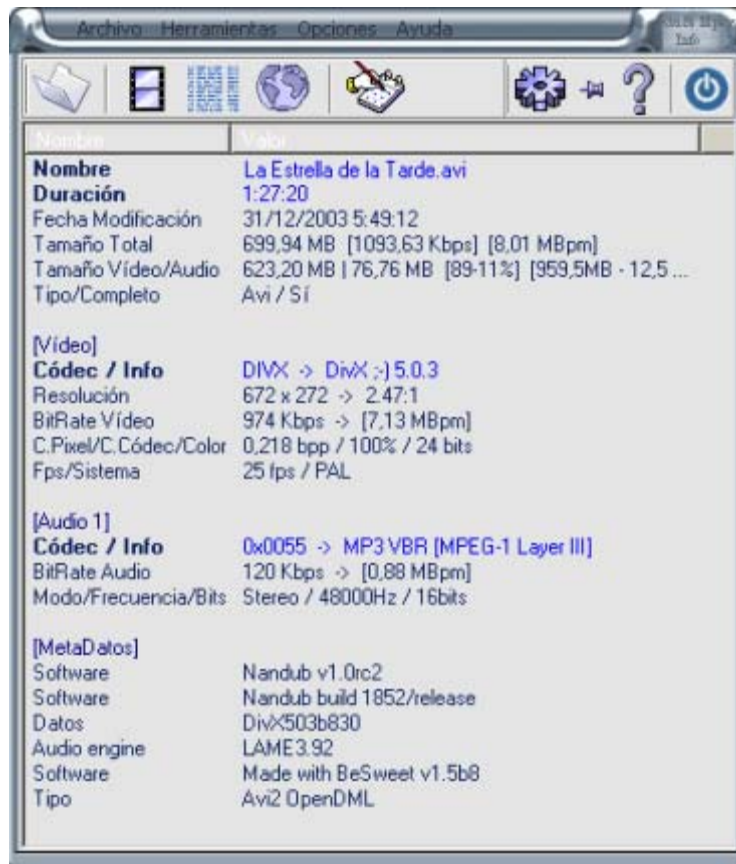 Archivo Herramientas Opciones Ayuda
Info
Nombre Valor
Nombre La Estrella de la Tarde.avi
Duración 1:27:20
Fecha Modificación 31/12/2003 5:49:12
Tamaño Total 699,94 MB [1093,63 Kbps] [8,01 MBpm]
Tamaño Vídeo/Audio 623,20 MB | 76,76 MB [89-11%] [959,5MB - 12,5 ...
Tipo/Completo Avi / Sí
[Vídeo]
Códec / Info DIVX -> DivX ;-) 5.0.3
Resolución 672 x 272 -> 2.47:1
BitRate Vídeo 974 Kbps -> [7,13 MBpm]
C.Pixel/C.Códec/Color 0,218 bpp / 100% / 24 bits
Fps/Sistema 25 fps / PAL
[Audio 1]
Códec / Info 0x0055 -> MP3 VBR [MPEG-1 Layer III]
BitRate Audio 120 Kbps -> [0,88 MBpm]
Modo/Frecuencia/Bits Stereo / 48000Hz / 16bits
[MetaDatos]
Software Nandub v1.0rc2
Software Nandub build 1852/release
Datos DivX503b830
Audio engine LAME3.92
Software Made with BeSweet v1.5b8
Tipo Avi2 OpenDML